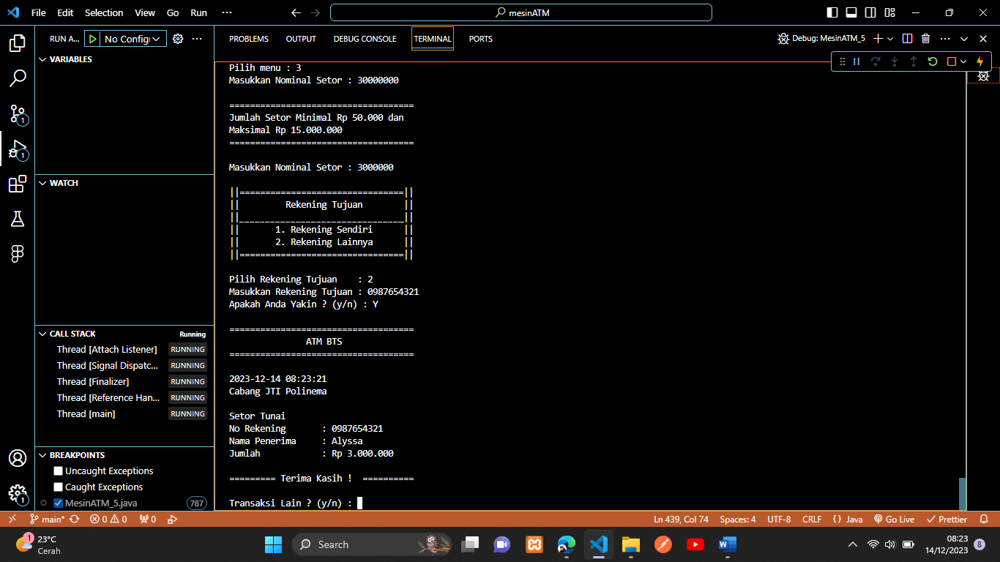 File Edit Selection View Go Run ··· mesinATM
RUN A... No Config
VARIABLES
WATCH
CALL STACK Running
Thread [Attach Listener] RUNNING
Thread [Signal Dispatc... RUNNING
Thread [Finalizer] RUNNING
Thread [Reference Han... RUNNING
Thread [main] RUNNING
BREAKPOINTS
Uncaught Exceptions
Caught Exceptions
MesinATM_5.java 787
1
1
1
PROBLEMS OUTPUT DEBUG CONSOLE TERMINAL PORTS Debug: MesinATM_5
Pilih menu : 3
Masukkan Nominal Setor : 30000000
====================================
Jumlah Setor Minimal Rp 50.000 dan
Maksimal Rp 15.000.000
====================================
Masukkan Nominal Setor : 3000000
||================================||
|| Rekening Tujuan ||
||________________________________||
|| 1. Rekening Sendiri ||
|| 2. Rekening Lainnya ||
||================================||
Pilih Rekening Tujuan : 2
Masukkan Rekening Tujuan : 0987654321
Apakah Anda Yakin ? (y/n) : Y
====================================
ATM BTS
====================================
2023-12-14 08:23:21
Cabang JTI Polinema
Setor Tunai
No Rekening : 0987654321
Nama Penerima : Alyssa
Jumlah : Rp 3.000.000
========= Terima Kasih ! ==========
Transaksi Lain ? (y/n) :
main* 0 0 0 Ln 439, Col 74 Spaces: 4 UTF-8 CRLF {} Java Go Live Prettier
1 23°C
Cerah
Search
08:23
14/12/2023
8